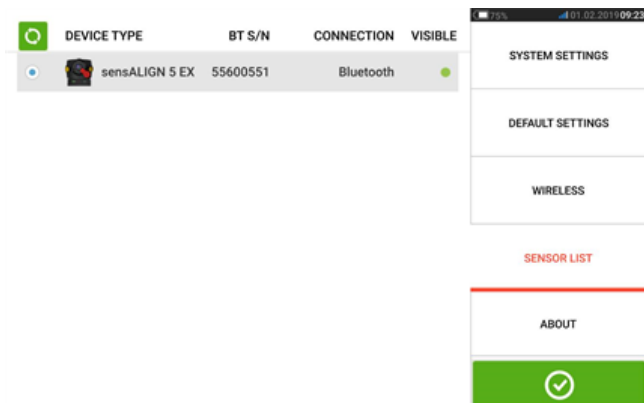 75% 01.02.2019 09:23
DEVICE TYPE BT S/N CONNECTION VISIBLE
sensALIGN 5 EX 55600551 Bluetooth
SYSTEM SETTINGS
DEFAULT SETTINGS
WIRELESS
SENSOR LIST
ABOUT